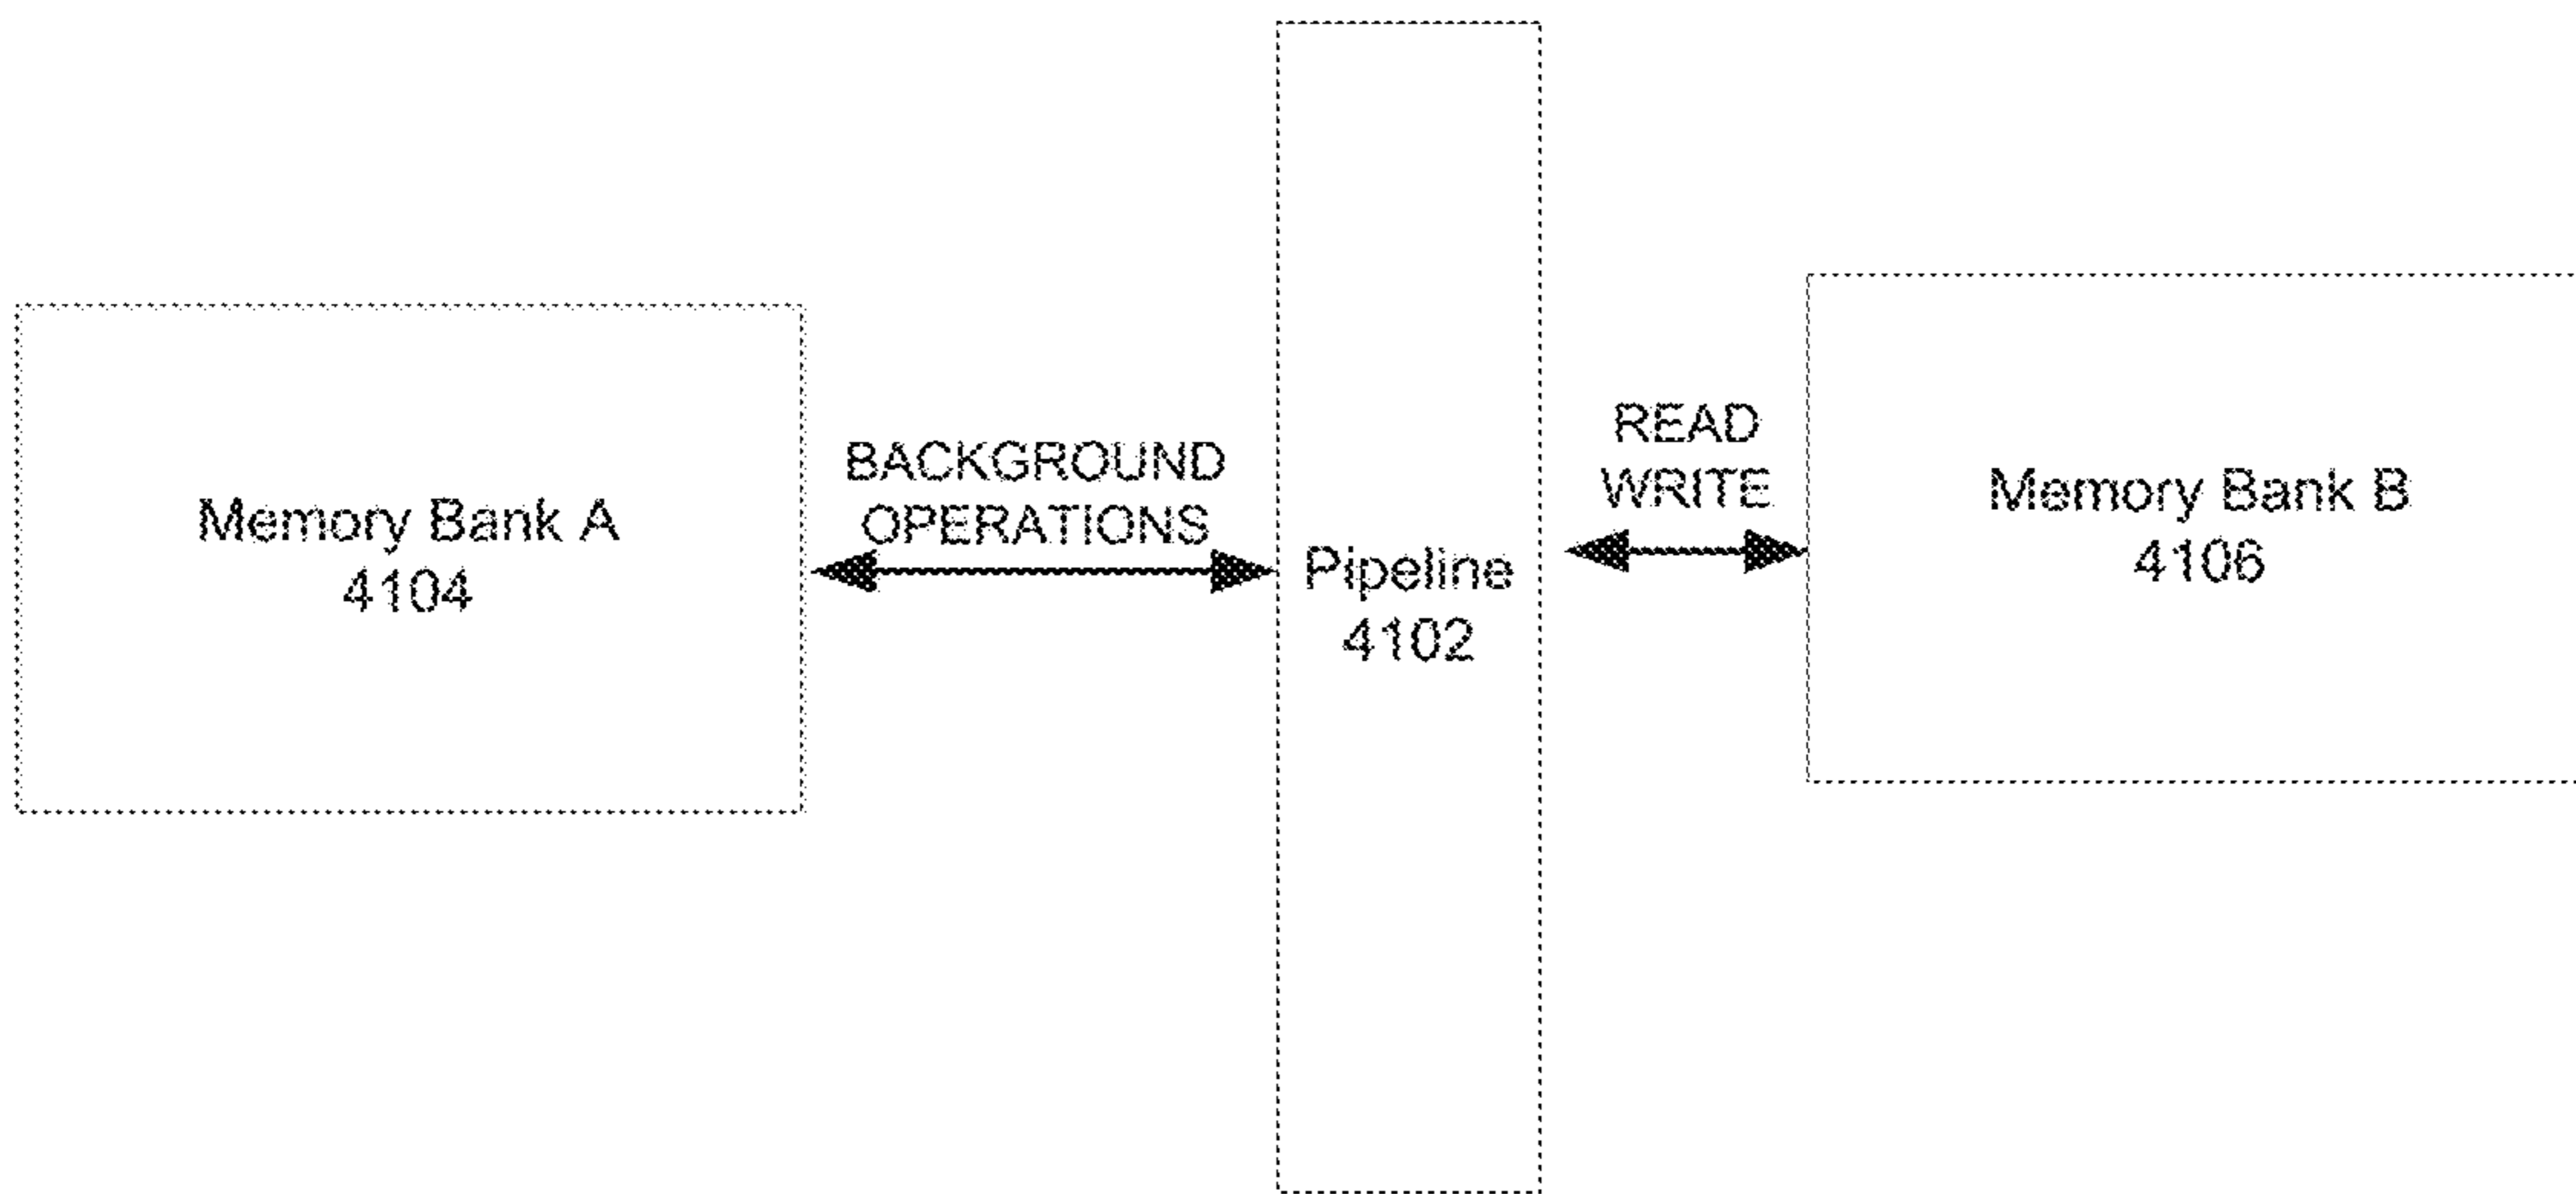 Memory Bank A
4104
BACKGROUND
OPERATIONS
Pipeline
4102
READ
WRITE
Memory Bank B
4106